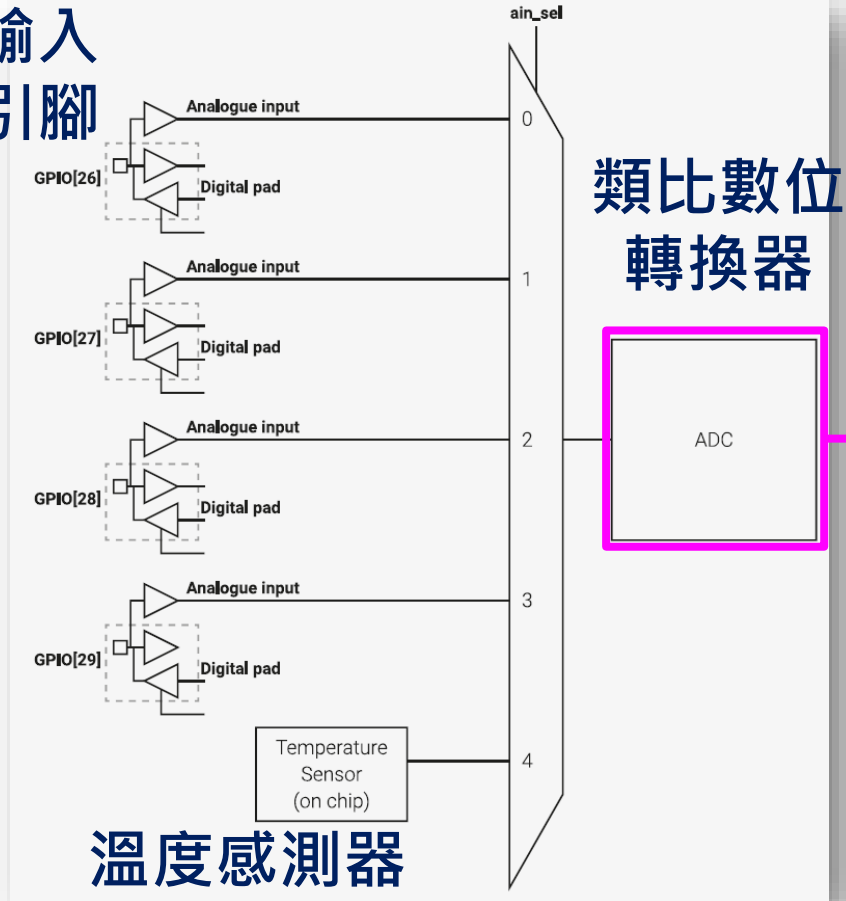 ain_sel
輸入
引腳
Analogue input
0
GPIO[26]
Digital pad
類比數位
轉換器
Analogue input
1
GPIO[27]
Digital pad
Analogue input
2
ADC
GPIO[28]
Digital pad
Analogue input
3
GPIO[29]
Digital pad
Temperature
Sensor
(on chip)
4
溫度感測器